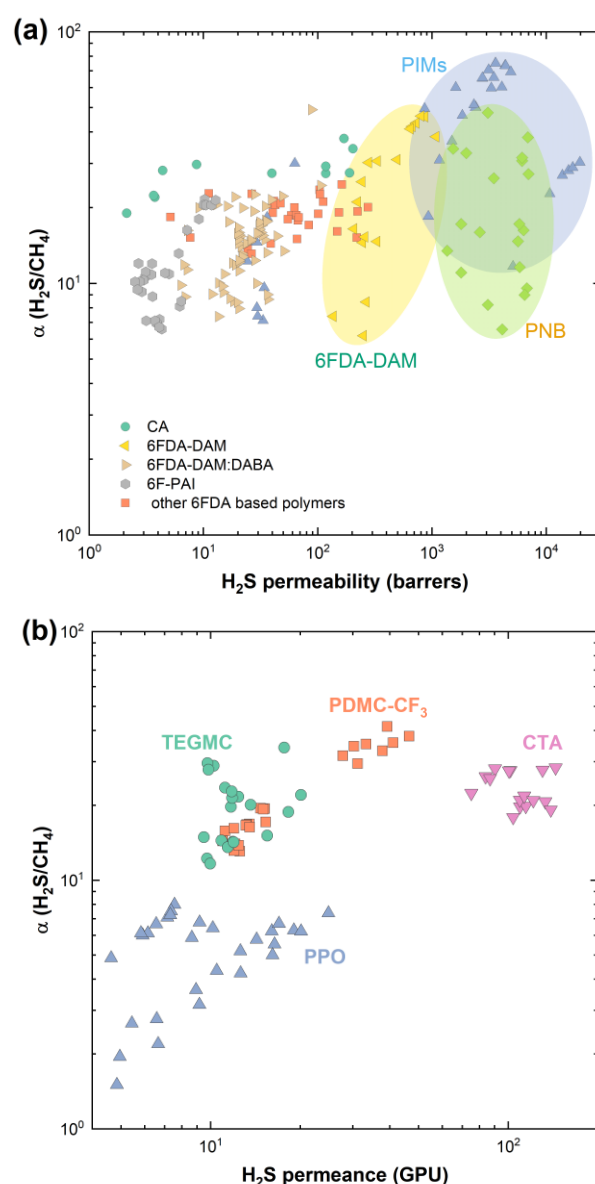 (a)
10²
PIMs
α (H₂S/CH₄)
10¹
PNB
6FDA-DAM
CA
6FDA-DAM
6FDA-DAM:DABA
6F-PAI
other 6FDA based polymers
10⁰
10⁰ 10¹ 10² 10³ 10⁴
H₂S permeability (barrers)
(b)
10²
PDMC-CF₃
TEGMC CTA
α (H₂S/CH₄)
10¹
PPO
10⁰
10¹ 10²
H₂S permeance (GPU)